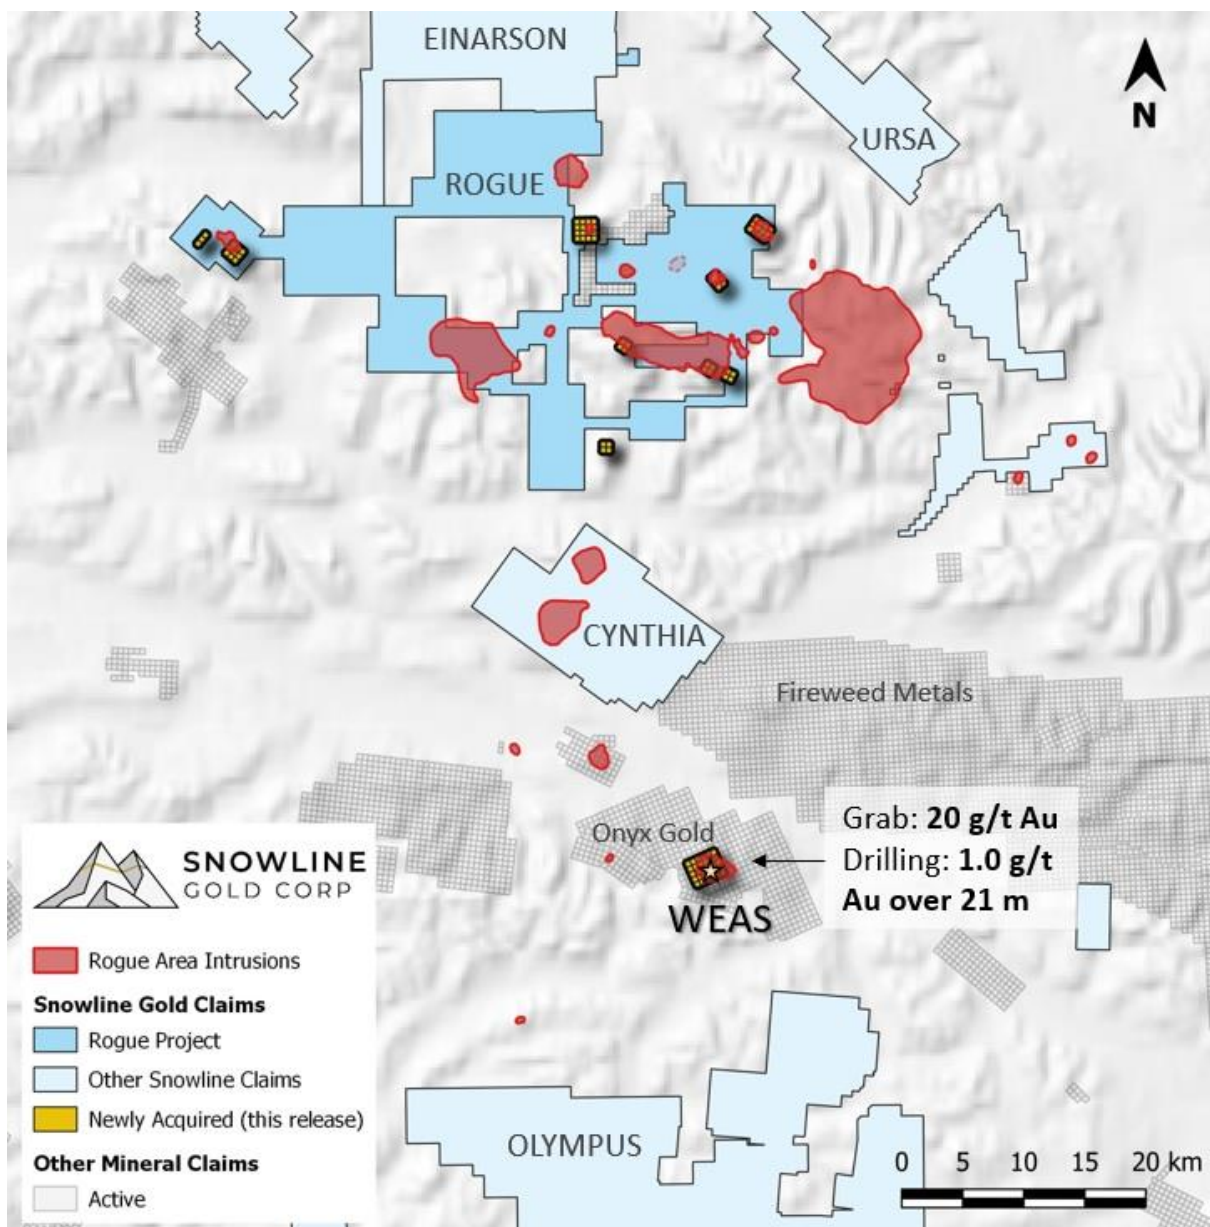 EINARSON
N
URSA
ROGUE
CYNTHIA
Fireweed Metals
Grab: 20 g/t Au
Drilling: 1.0 g/t
Au over 21 m
Onyx Gold
WEAS
SNOWLINE
GOLD CORP
Rogue Area Intrusions
Snowline Gold Claims
Rogue Project
Other Snowline Claims
Newly Acquired (this release)
Other Mineral Claims
Active
OLYMPUS
0 5 10 15 20 km